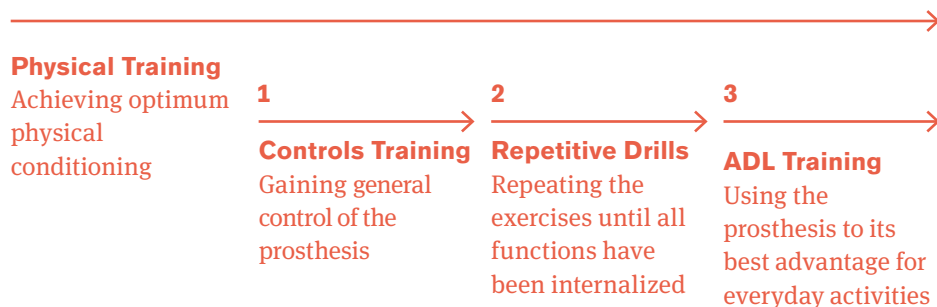 Physical Training
Achieving optimum
physical
conditioning
1
Controls Training
Gaining general
control of the
prosthesis
2
Repetitive Drills
Repeating the
exercises until all
functions have
been internalized
3
ADL Training
Using the
prosthesis to its
best advantage for
everyday activities